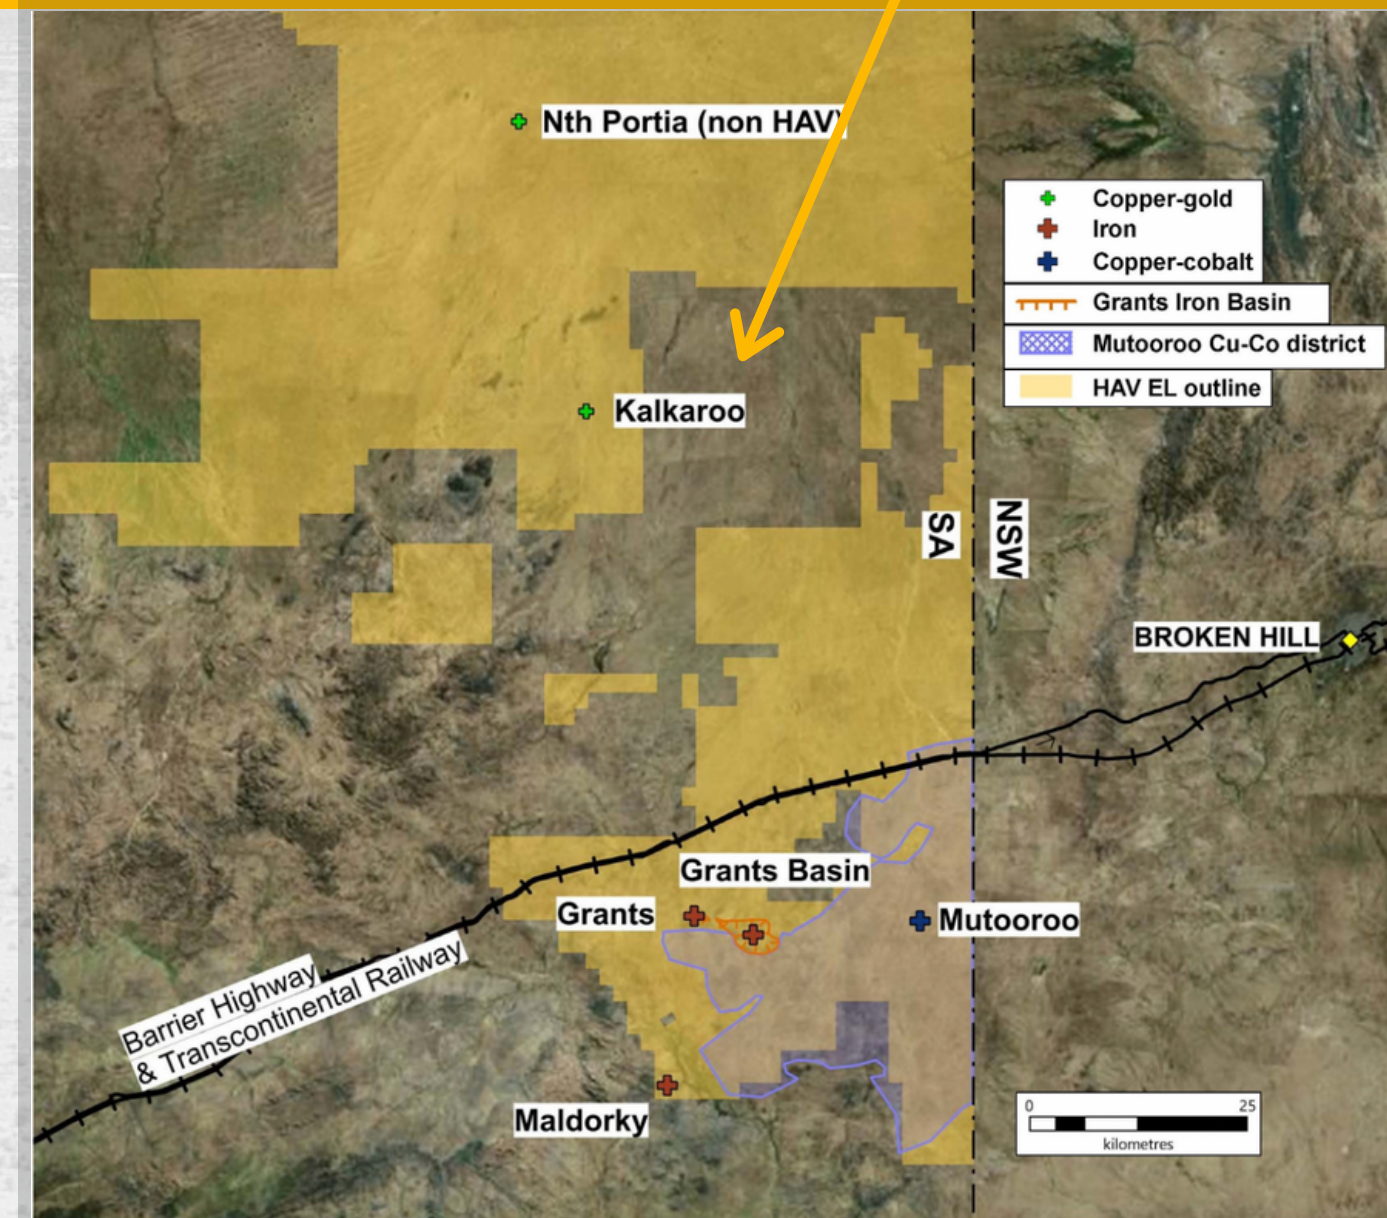 Nth Portia (non HAV)
Copper-gold
Iron
Copper-cobalt
Grants Iron Basin
Mutooroo Cu-Co district
HAV EL outline
Kalkaroo
SA
NSW
BROKEN HILL
Grants Basin
Grants
Mutooroo
Barrier Highway
& Transcontinental Railway
Maldorky
0 25
kilometres